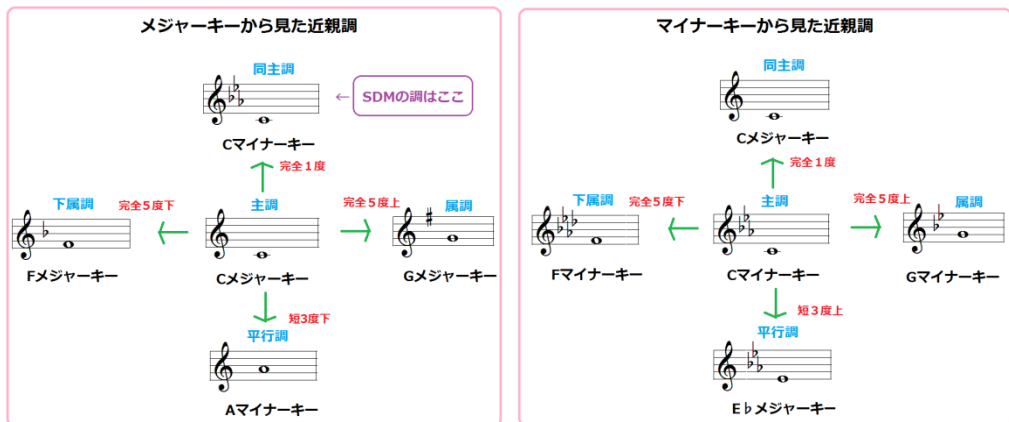 メジャーキーから見た近親調
同主調
← SDMの調はここ
Cマイナーキー
完全１度
下属調 完全５度下 主調 完全５度上 属調
Fメジャーキー Cメジャーキー Gメジャーキー
短3度下
平行調
Aマイナーキー
マイナーキーから見た近親調
同主調
Cメジャーキー
完全１度
下属調 完全５度下 主調 完全５度上 属調
Fマイナーキー Cマイナーキー Gマイナーキー
短３度上
平行調
E♭メジャーキー